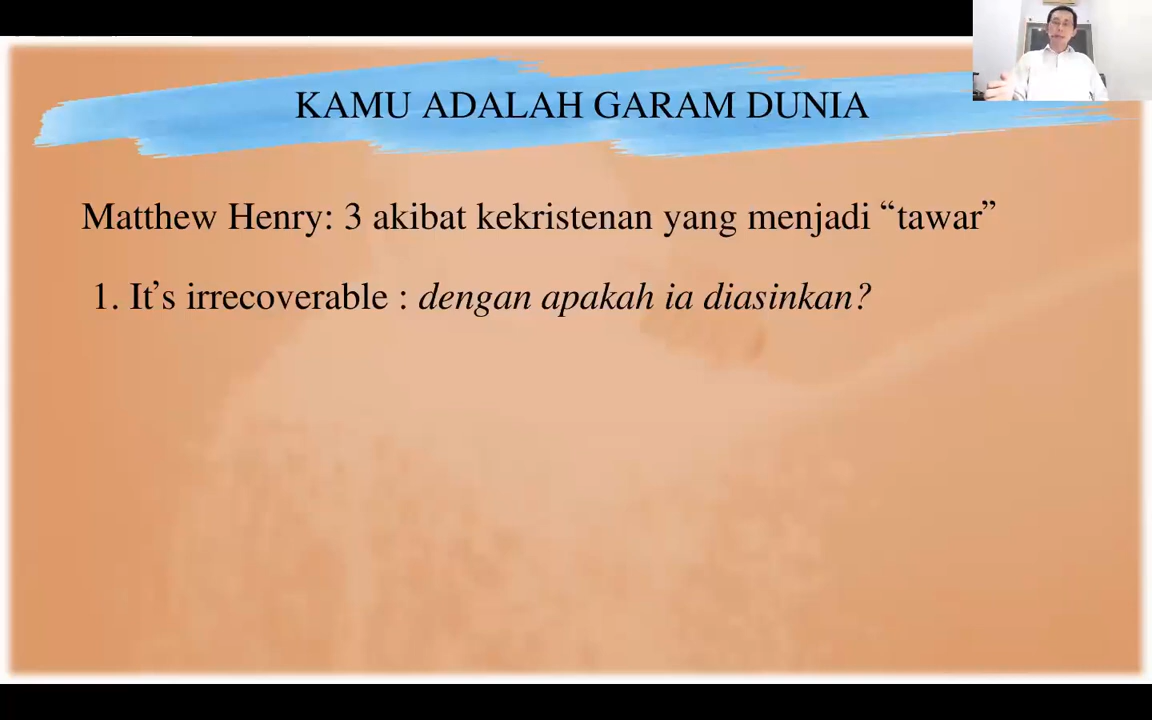 KAMU ADALAH GARAM DUNIA
Matthew Henry: 3 akibat kekristenan yang menjadi “tawar”
1. It’s irrecoverable : dengan apakah ia diasinkan?